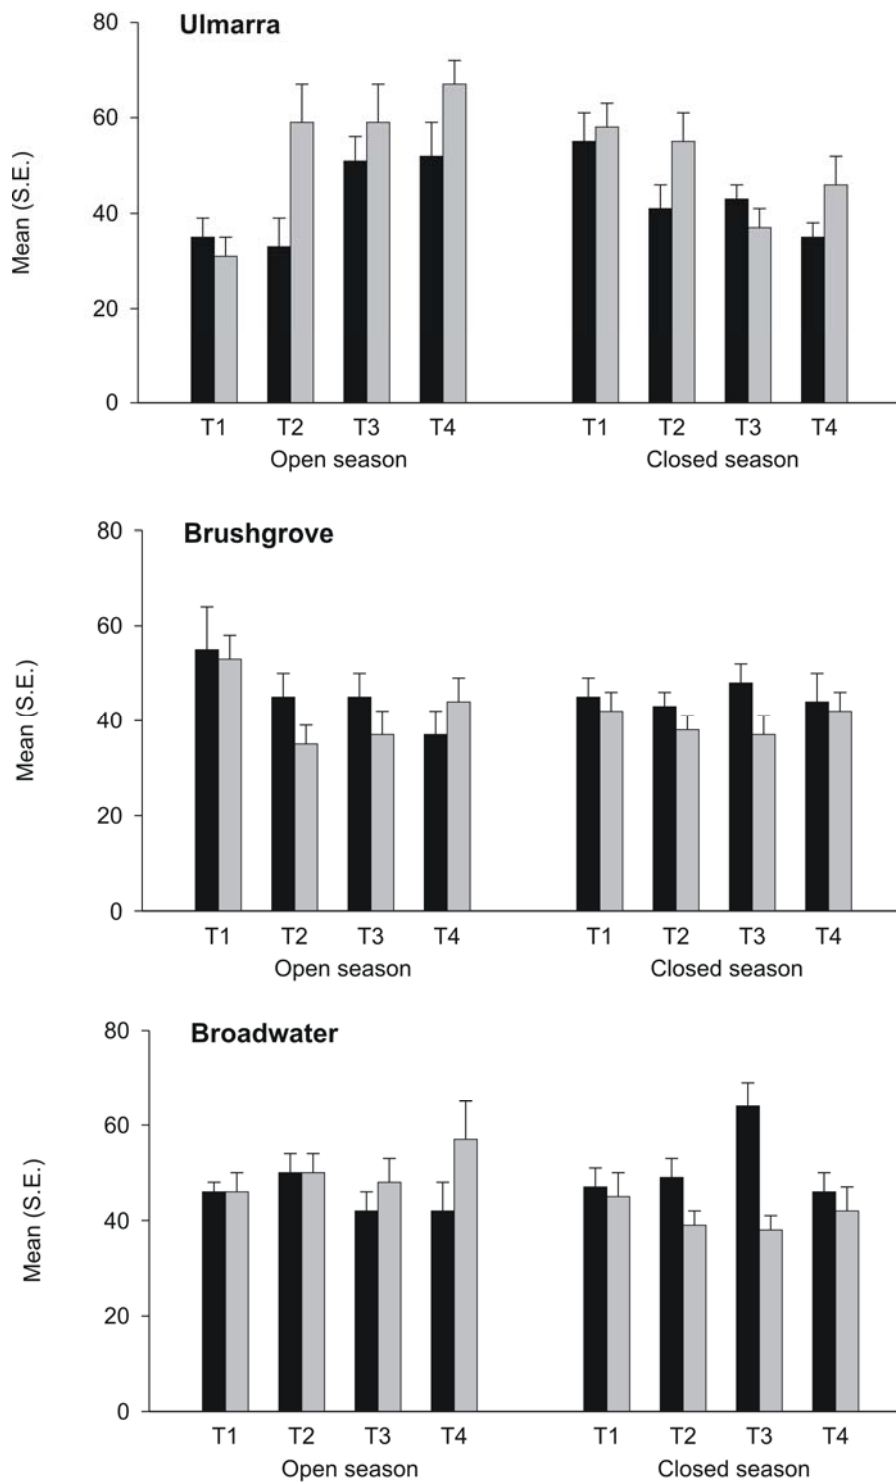 Ulmarra
80
60
40
20
0
Mean (S.E.)
T1 T2 T3 T4 T1 T2 T3 T4
Open season Closed season
Brushgrove
80
60
40
20
0
Mean (S.E.)
T1 T2 T3 T4 T1 T2 T3 T4
Open season Closed season
Broadwater
80
60
40
20
0
Mean (S.E.)
T1 T2 T3 T4 T1 T2 T3 T4
Open season Closed season